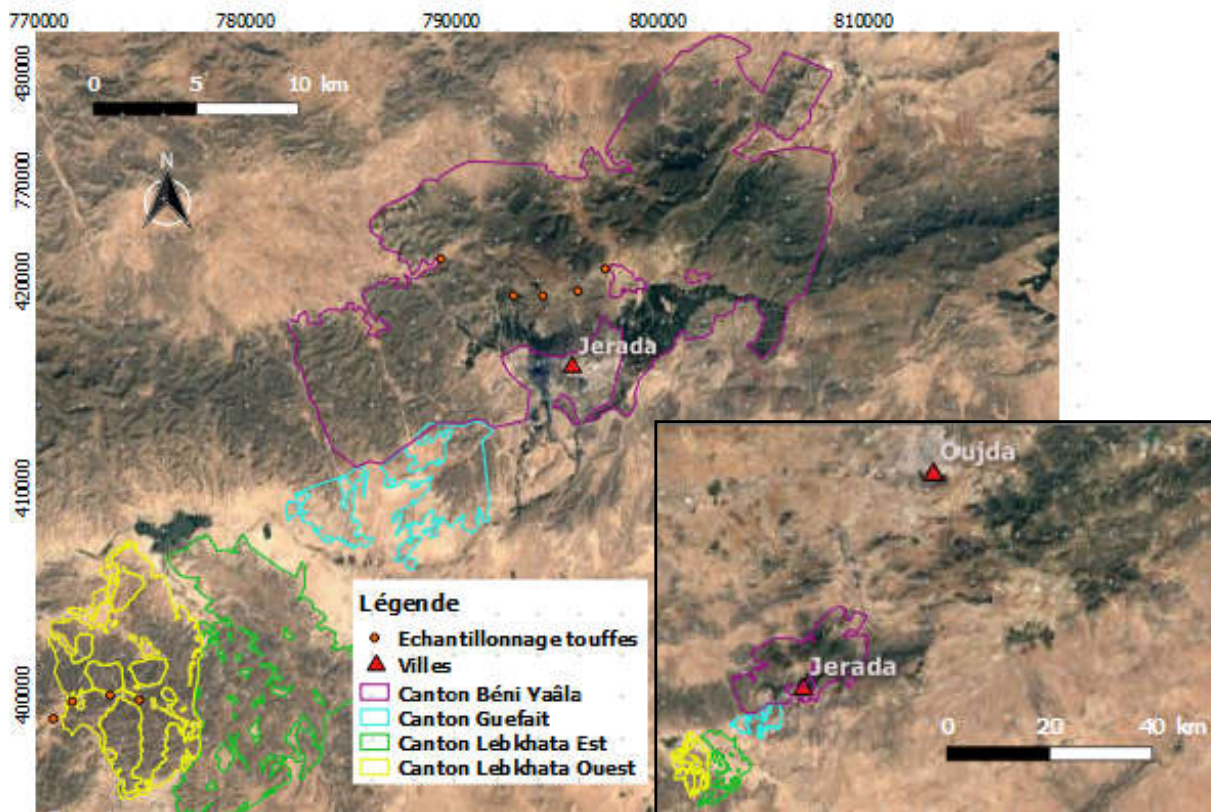 770000 780000 790000 800000 810000
480000
770000
420000
410000
400000
0 5 10 km
N
Jerada
Légende
Echantillonnage touffes
Villes
Canton Béni Yaâla
Canton Guefait
Canton Lebkhata Est
Canton Lebkhata Ouest
Oujda
Jerada
0 20 40 km